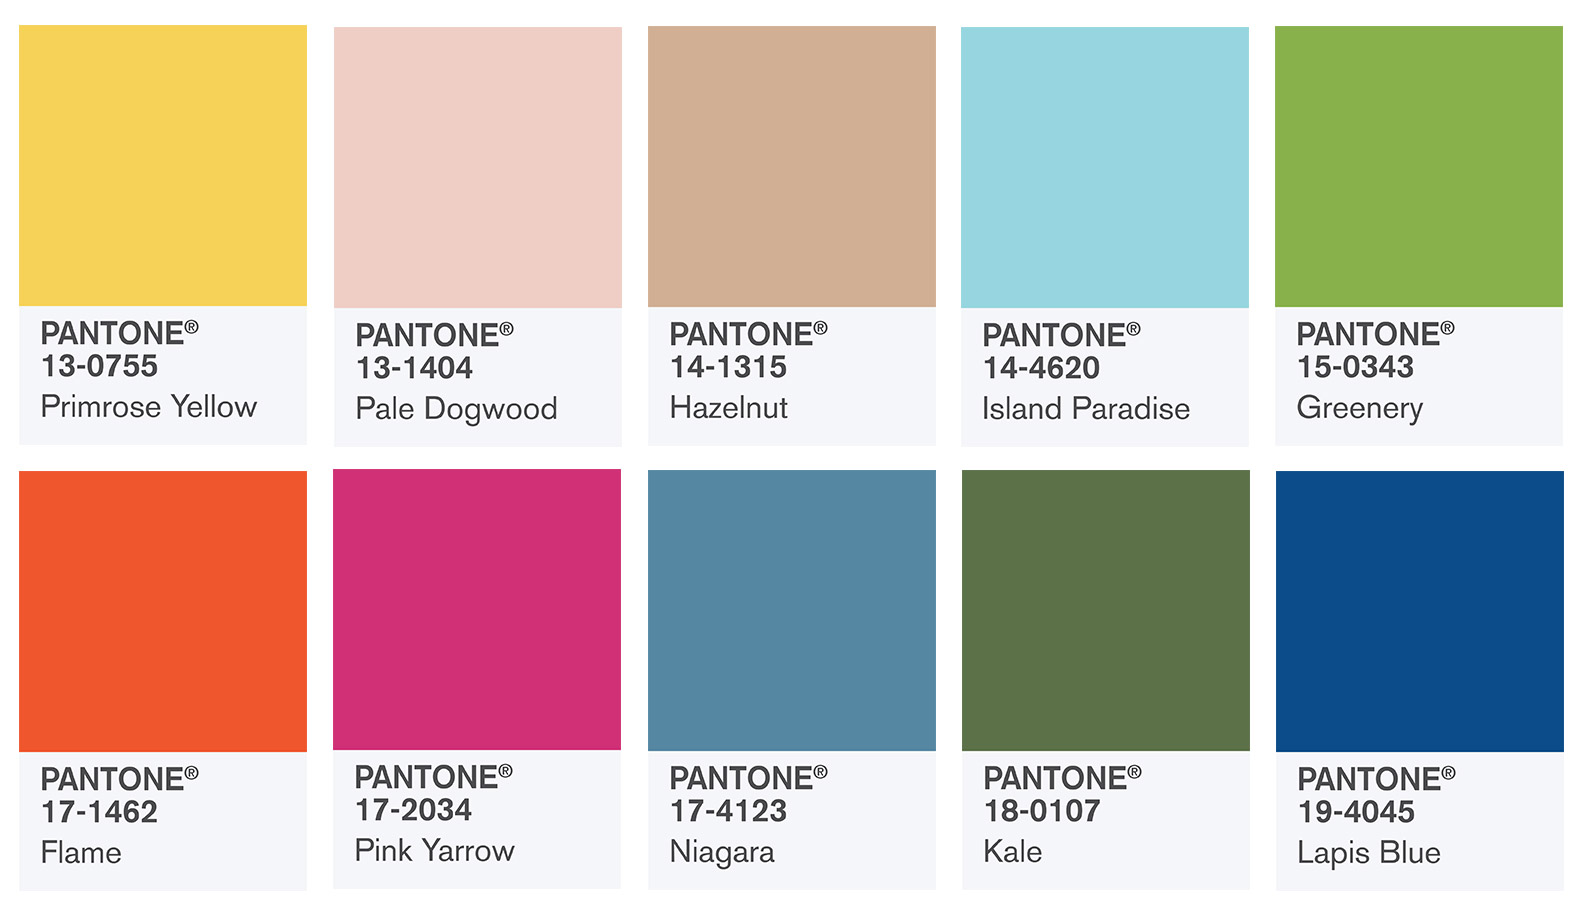 PANTONE®
13-0755
Primrose Yellow
PANTONE®
13-1404
Pale Dogwood
PANTONE®
14-1315
Hazelnut
PANTONE®
14-4620
Island Paradise
PANTONE®
15-0343
Greenery
PANTONE®
17-1462
Flame
PANTONE®
17-2034
Pink Yarrow
PANTONE®
17-4123
Niagara
PANTONE®
18-0107
Kale
PANTONE®
19-4045
Lapis Blue